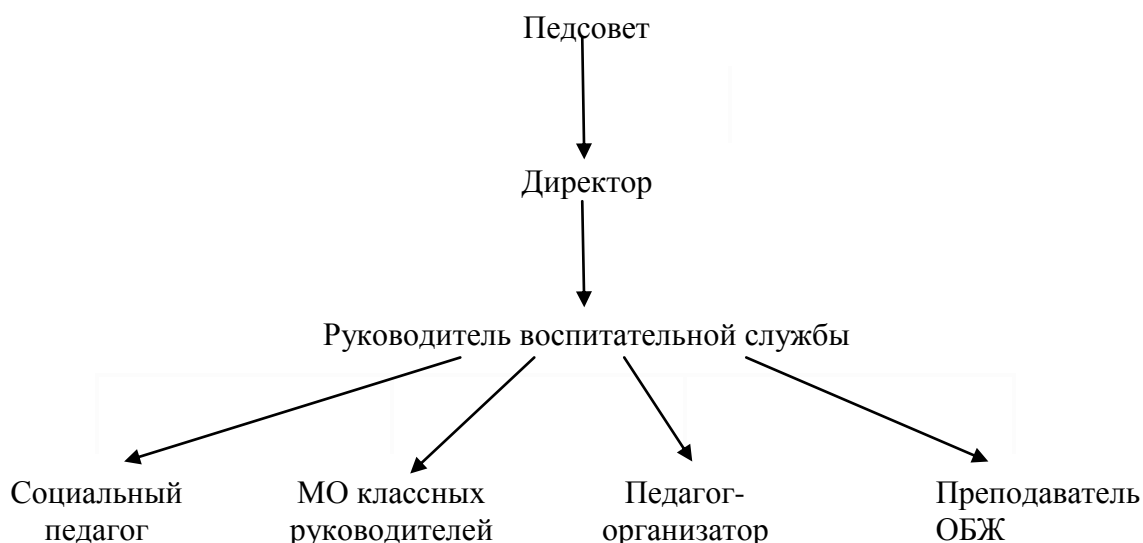 Педсовет
Директор
Руководитель воспитательной службы
Социальный
педагог
МО классных
руководителей
Педагог-
организатор
Преподаватель
ОБЖ